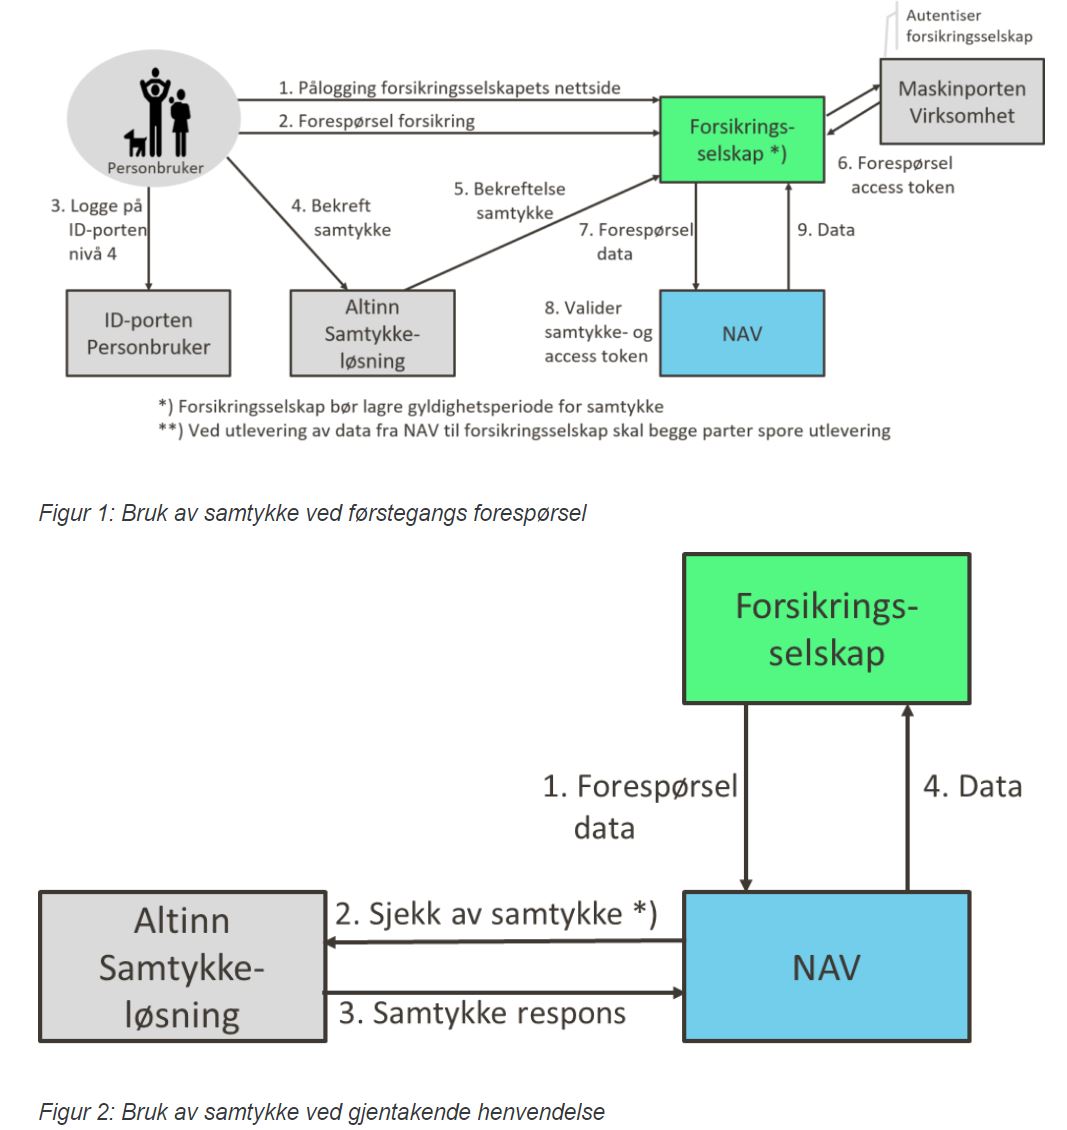 Autentiser
forsikringsselskap
Maskinporten
Virksomhet
1. Pålogging forsikringsselskapets nettside
2. Forespørsel forsikring
Forsikrings-
selskap *)
Personbruker
3. Logge på
ID-porten
nivå 4
4. Bekreft
samtykke
5. Bekreftelse
samtykke
6. Forespørsel
access token
7. Forespørsel
data
9. Data
ID-porten
Personbruker
Altinn
Samtykke-
løsning
8. Valider
samtykke- og
access token
NAV
*) Forsikringsselskap bør lagre gyldighetsperiode for samtykke
**) Ved utlevering av data fra NAV til forsikringsselskap skal begge parter spore utlevering
Figur 1: Bruk av samtykke ved førstegangs forespørsel
Forsikrings-
selskap
1. Forespørsel
data
4. Data
Altinn
Samtykke-
løsning
2. Sjekk av samtykke *)
3. Samtykke respons
NAV
Figur 2: Bruk av samtykke ved gjentakende henvendelse